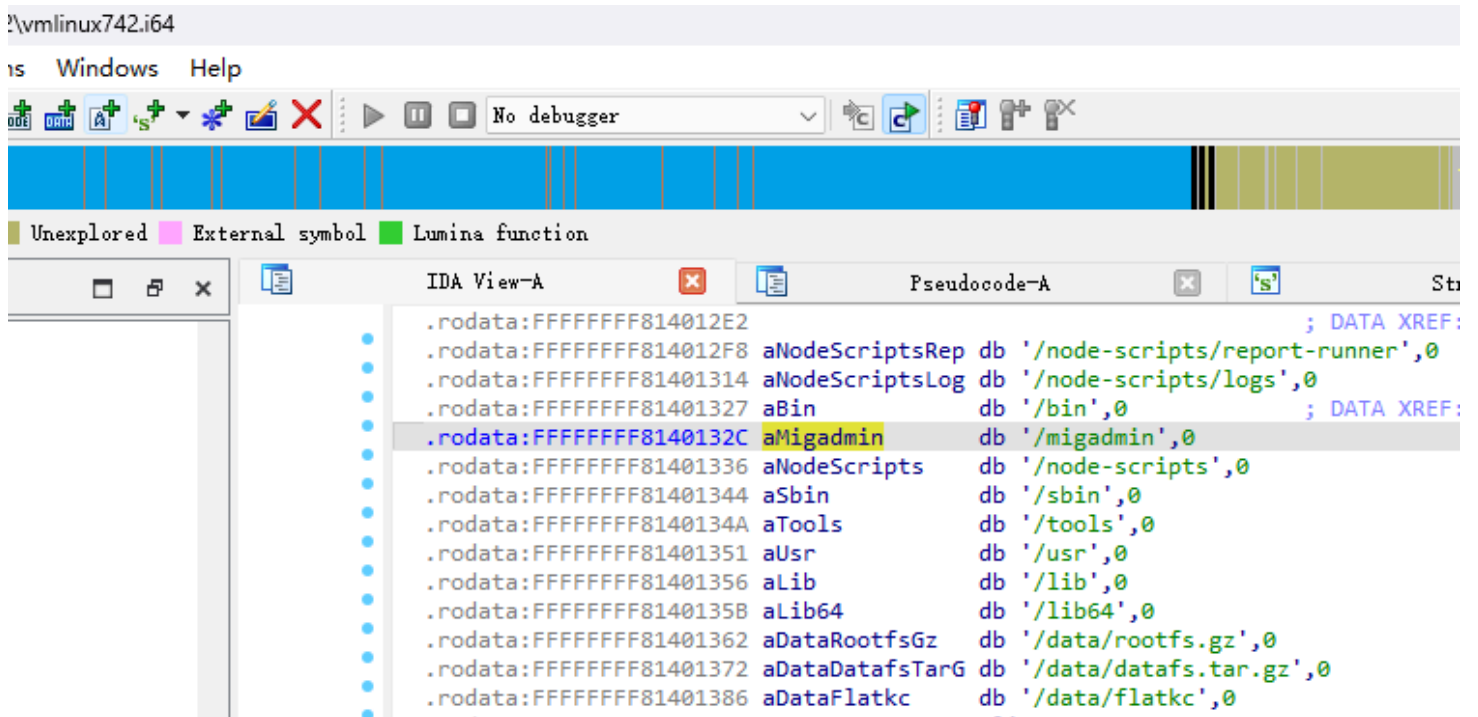 2\vmlinux742.i64
ns Windows Help
No debugger
Unexplored External symbol Lumina function
IDA View-A Pseudocode-A Str
.rodata:FFFFFFFF814012E2 ; DATA XREF:
.rodata:FFFFFFFF814012F8 aNodeScriptsRep db '/node-scripts/report-runner',0
.rodata:FFFFFFFF81401314 aNodeScriptsLog db '/node-scripts/logs',0
.rodata:FFFFFFFF81401327 aBin db '/bin',0 ; DATA XREF:
.rodata:FFFFFFFF8140132C aMigadmin db '/migadmin',0
.rodata:FFFFFFFF81401336 aNodeScripts db '/node-scripts',0
.rodata:FFFFFFFF81401344 aSbin db '/sbin',0
.rodata:FFFFFFFF8140134A aTools db '/tools',0
.rodata:FFFFFFFF81401351 aUsr db '/usr',0
.rodata:FFFFFFFF81401356 aLib db '/lib',0
.rodata:FFFFFFFF8140135B aLib64 db '/lib64',0
.rodata:FFFFFFFF81401362 aDataRootfsGz db '/data/rootfs.gz',0
.rodata:FFFFFFFF81401372 aDataDatafsTarG db '/data/datafs.tar.gz',0
.rodata:FFFFFFFF81401386 aDataFlatkc db '/data/flatkc',0